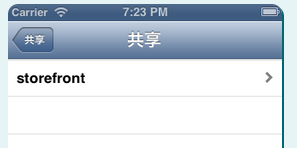 Carrier 7:23 PM
共享 共享
storefront